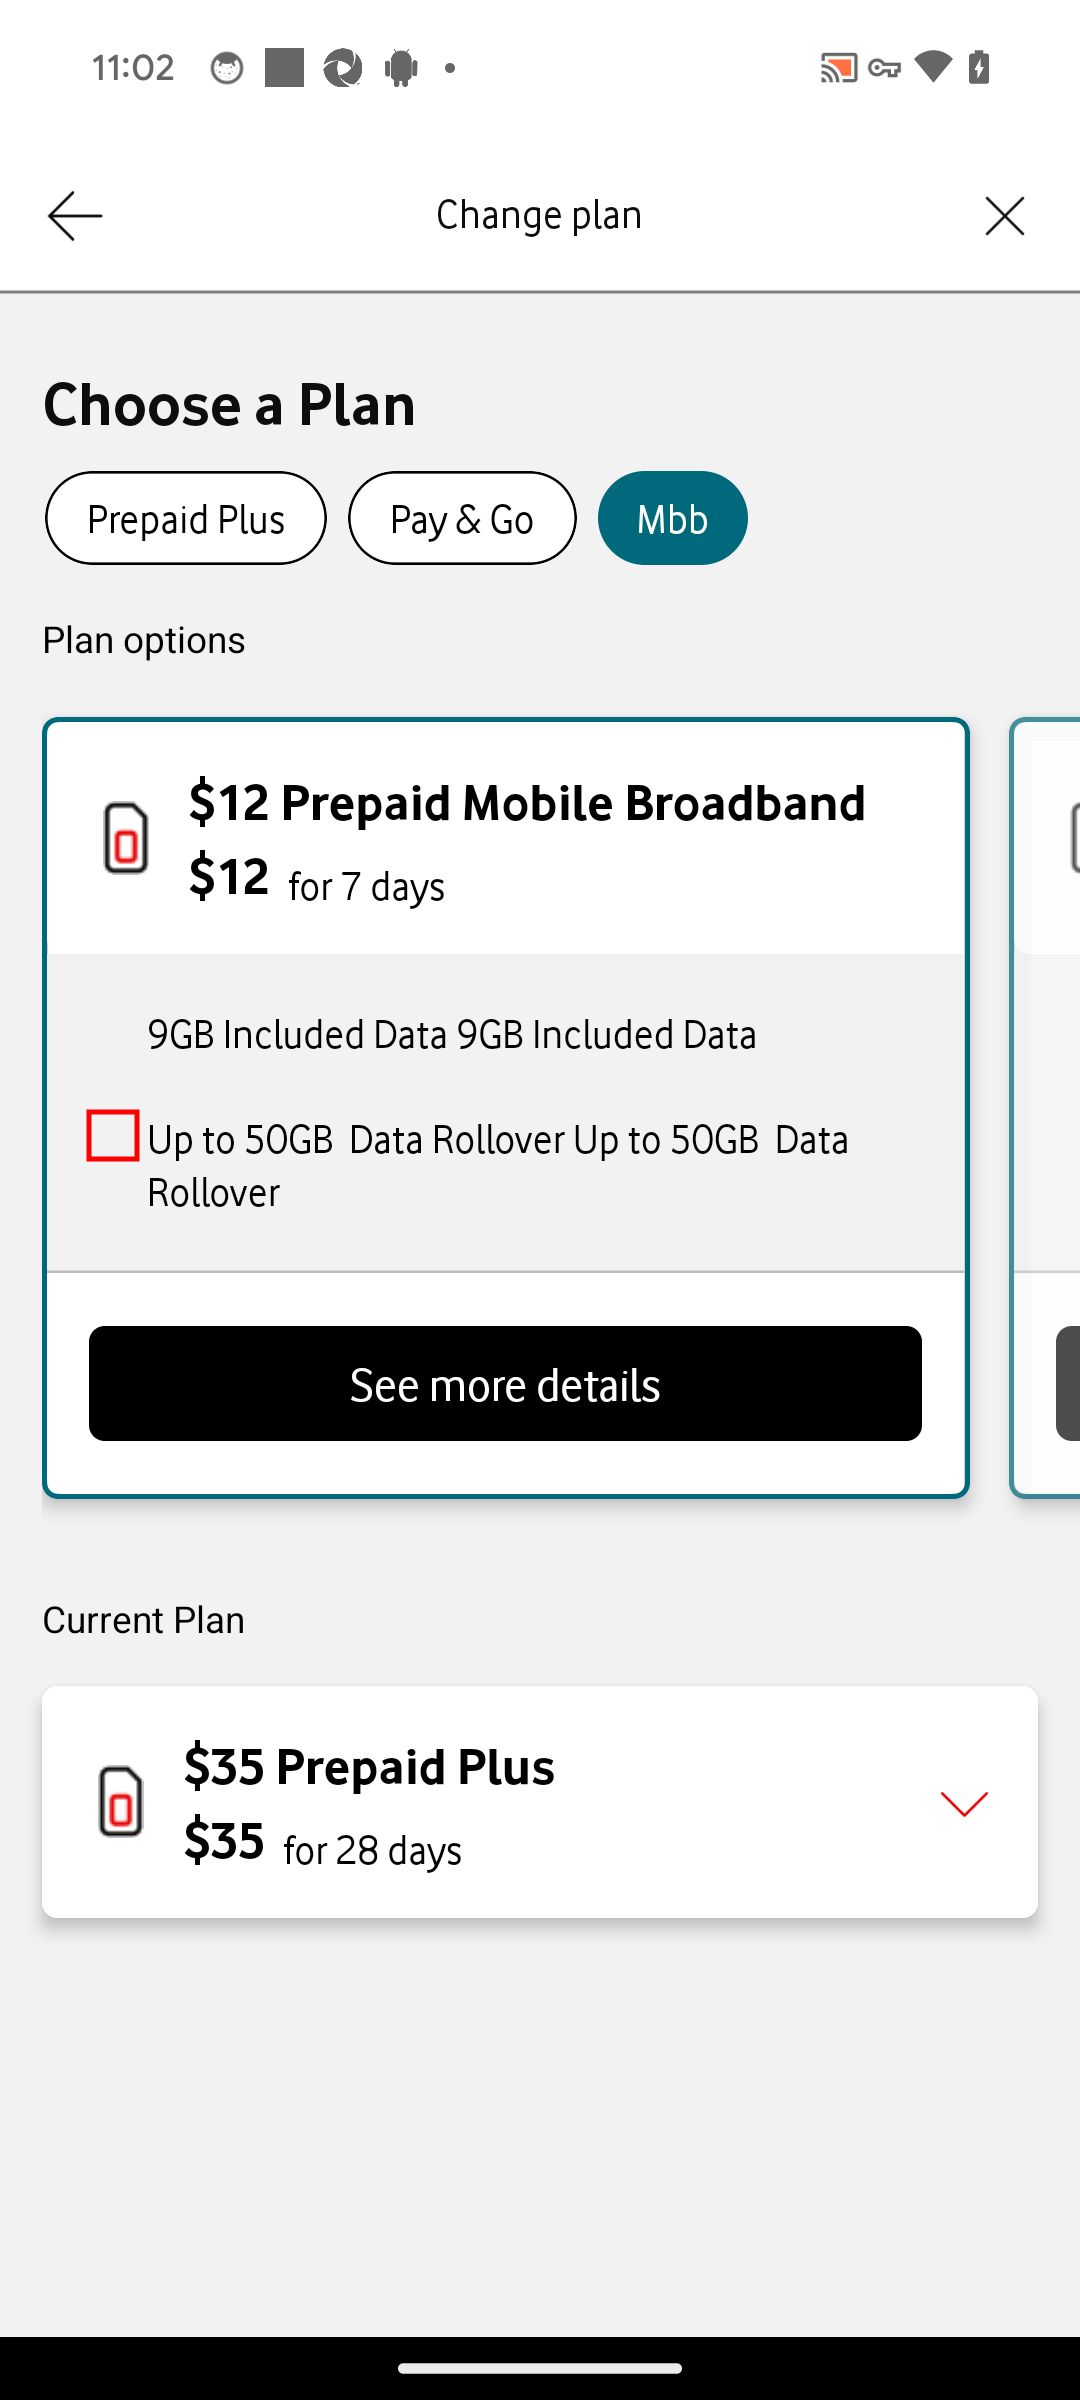 11:02
Change plan
Choose a Plan
Prepaid Plus
Pay & Go
Mbb
Plan options
$12 Prepaid Mobile Broadband
$12 for 7 days
9GB Included Data 9GB Included Data
Up to 50GB  Data Rollover Up to 50GB  Data
Rollover
See more details
Current Plan
$35 Prepaid Plus
$35 for 28 days